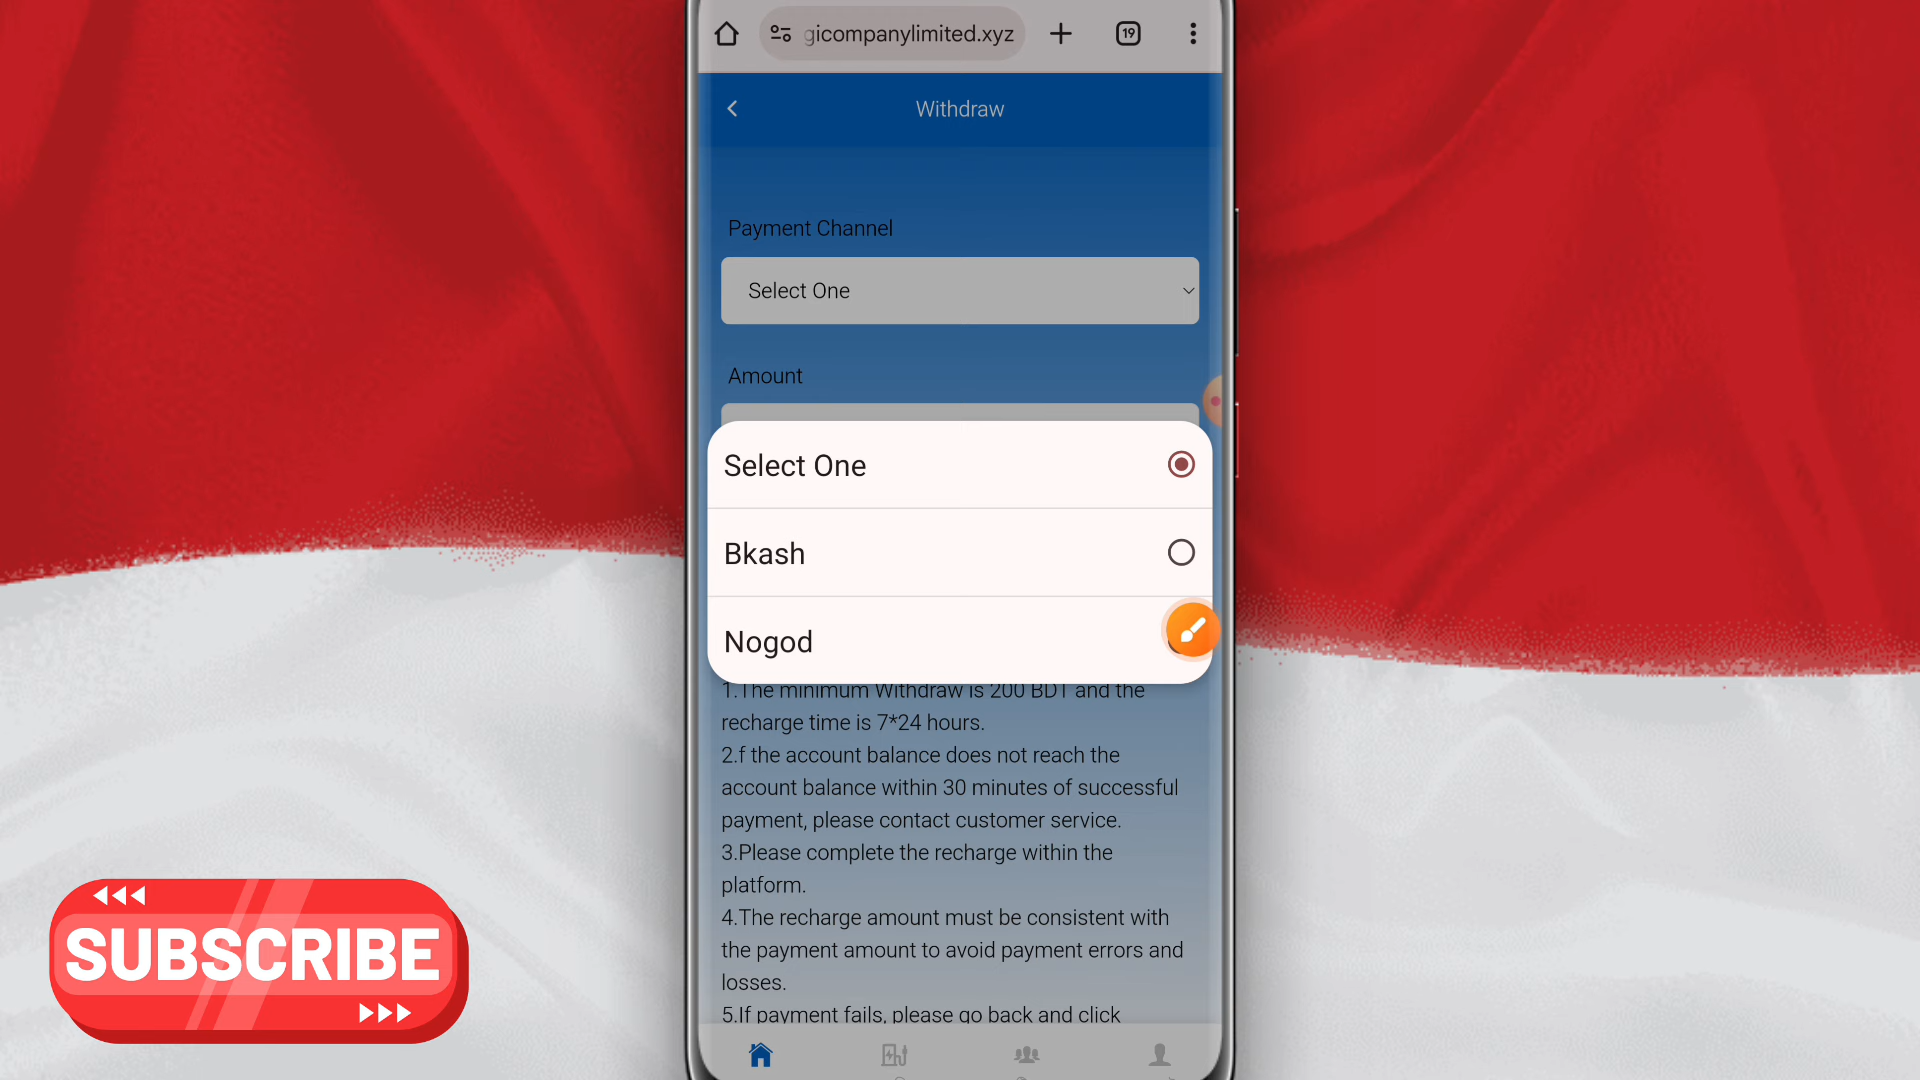 gicompanylimited.xyz
19
Withdraw
Payment Channel
Select One
Amount
Select One
Bkash
Nogod
1.The minimum Withdraw is 200 BDT and the
recharge time is 7*24 hours.
2.f the account balance does not reach the
account balance within 30 minutes of successful
payment, please contact customer service.
3.Please complete the recharge within the
platform.
4.The recharge amount must be consistent with
the payment amount to avoid payment errors and
losses.
5.If payment fails, please go back and click
SUBSCRIBE